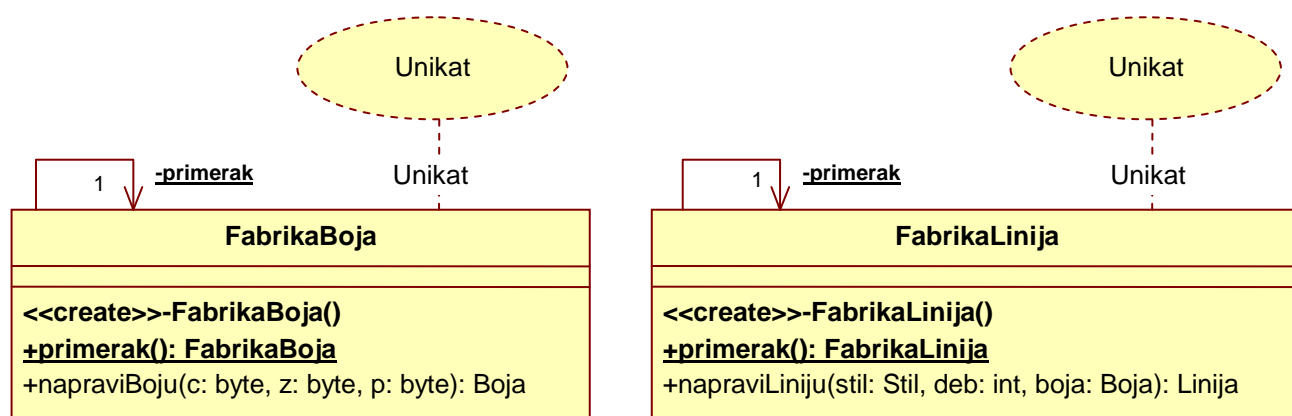 Unikat
Unikat
1
-primerak
Unikat
1
-primerak
Unikat
FabrikaBoja
<<create>>-FabrikaBoja()
+primerak(): FabrikaBoja
+napraviBoju(c: byte, z: byte, p: byte): Boja
FabrikaLinija
<<create>>-FabrikaLinija()
+primerak(): FabrikaLinija
+napraviLiniju(stil: Stil, deb: int, boja: Boja): Linija